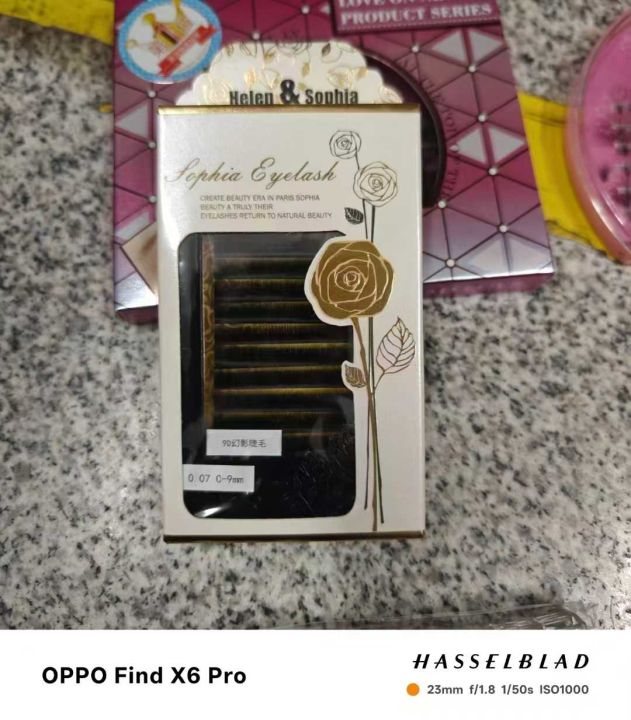 LOVE ON
PRODUCT SERIES
Helen & Sophia
Sophia Eyelash
CREATE BEAUTY ERA IN PARIS SOPHIA
BEAUTY & TRULY THEIR
EYELASHES RETURN TO NATURAL BEAUTY
9D幻影睫毛
0.07 C-9mm
OPPO Find X6 Pro
HASSELBLAD
23mm f/1.8 1/50s ISO1000